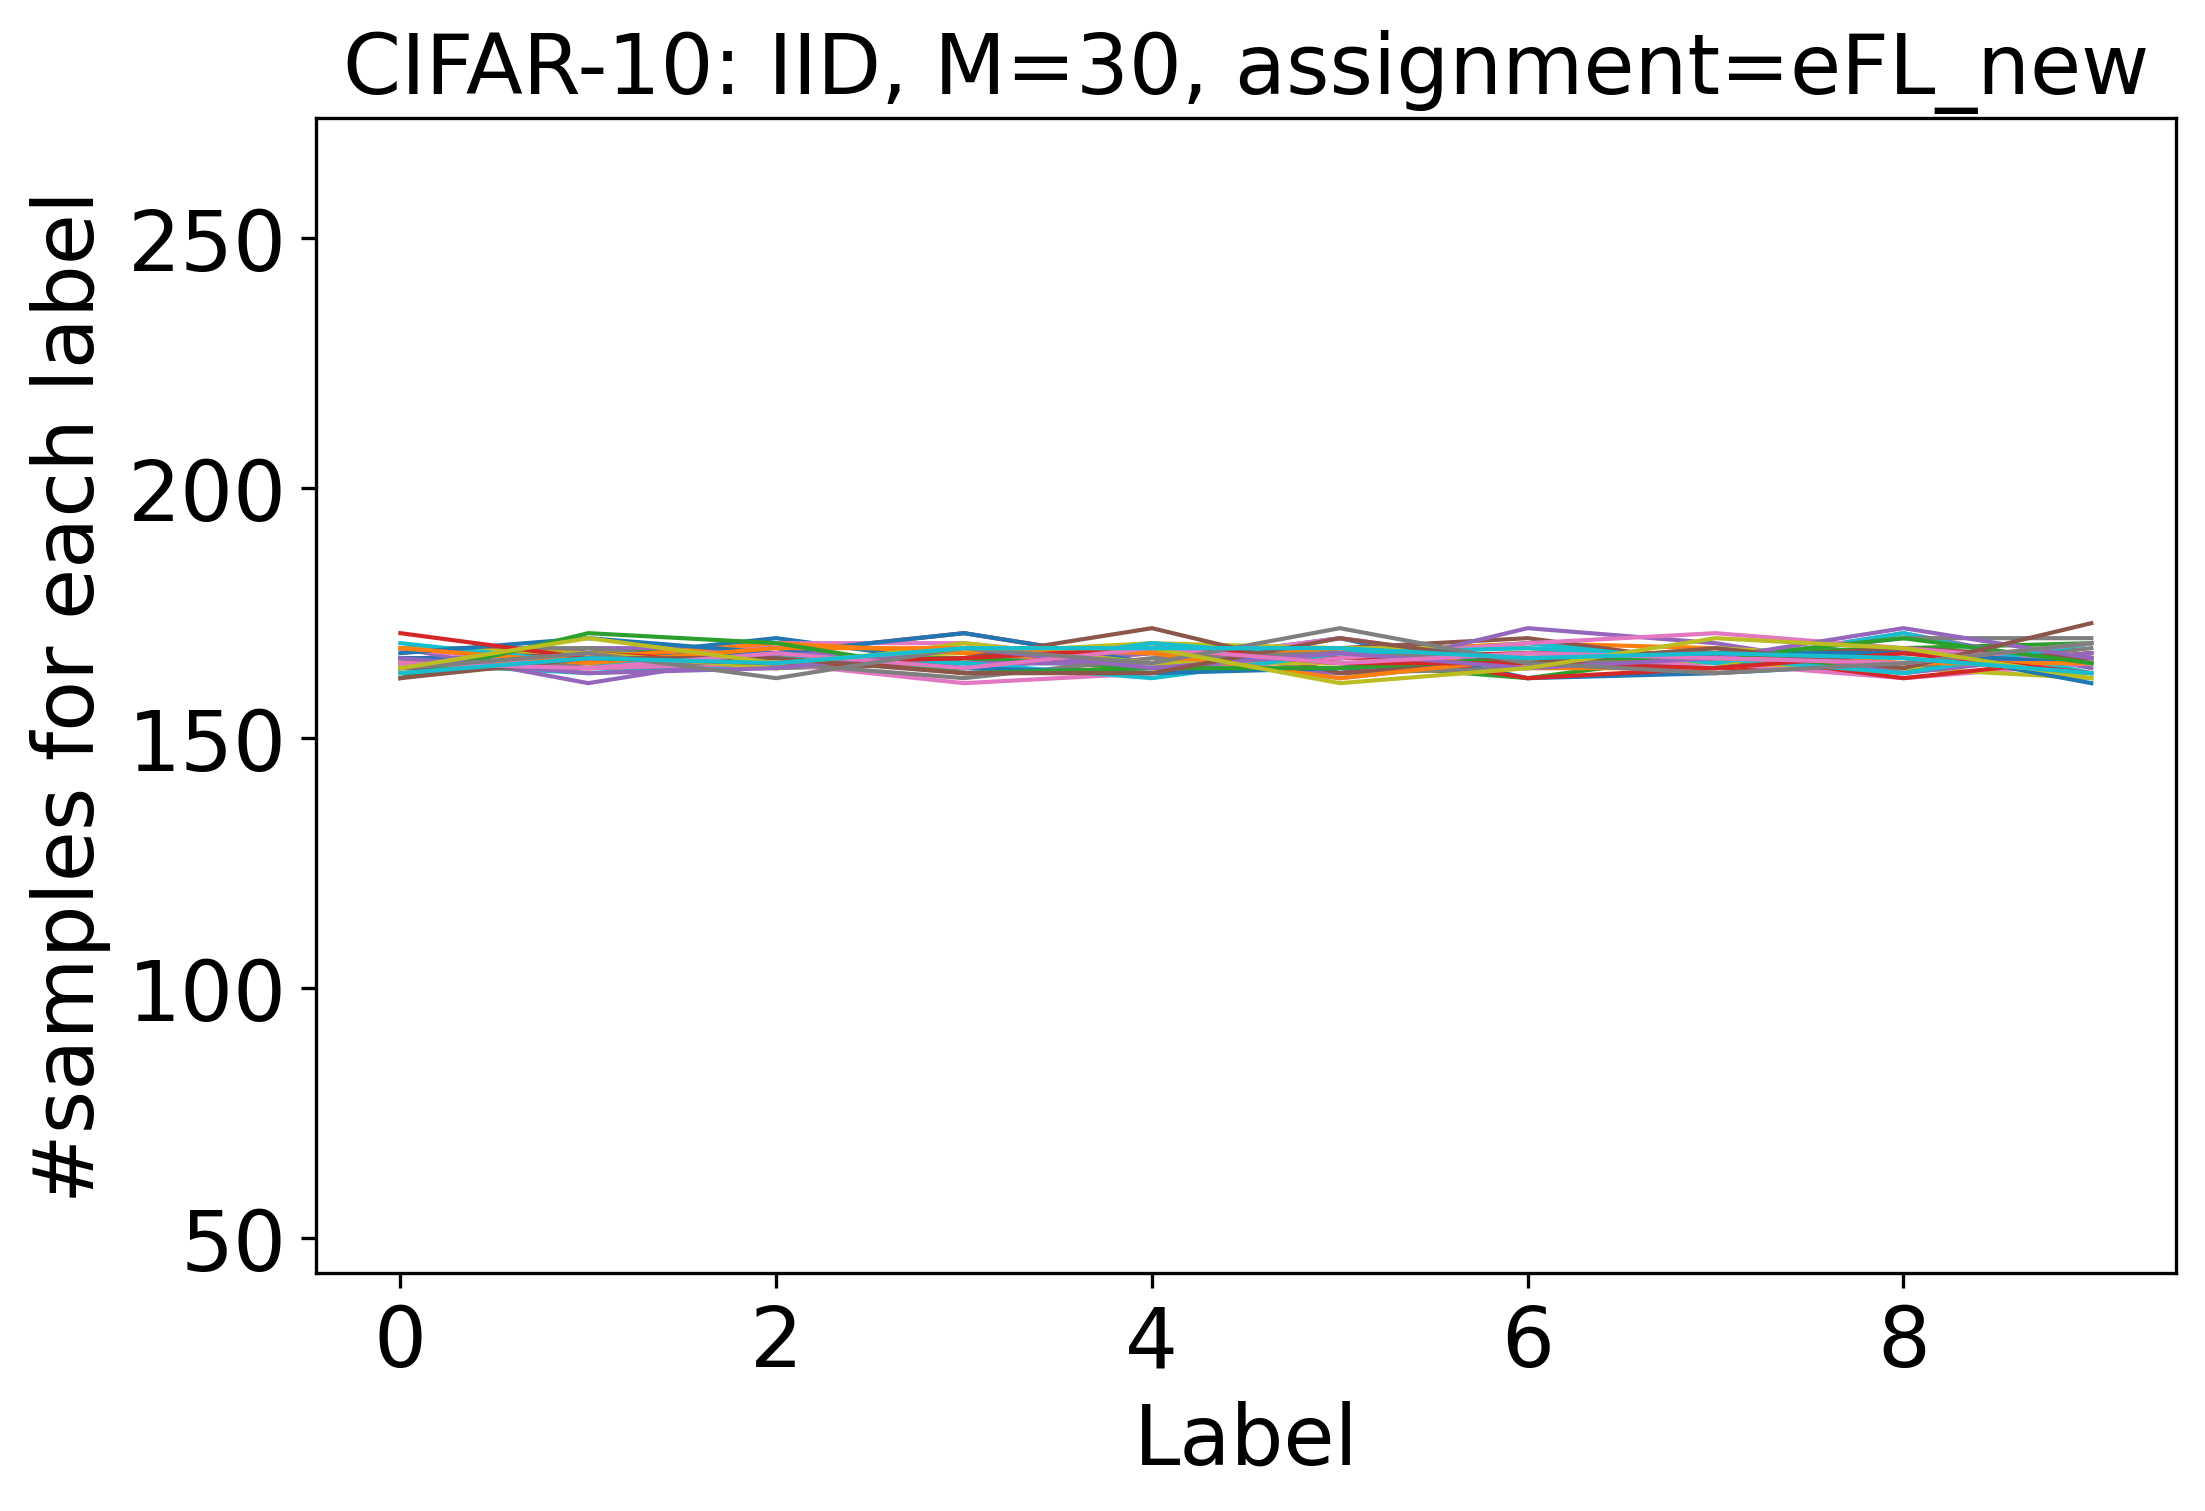 CIFAR-10: IID, M=30, assignment=eFL_new
#samples for each label
250
200
150
100
50
0 2 4 6 8
Label